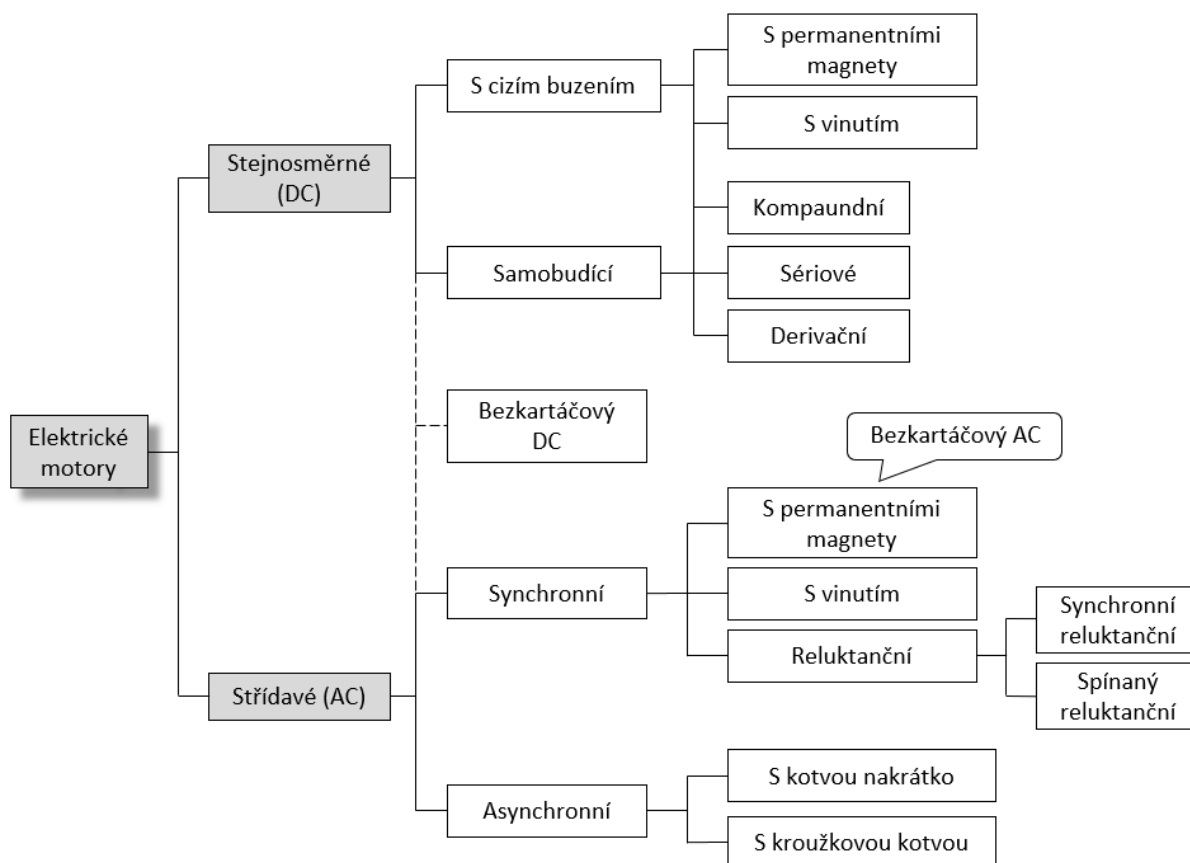 S permanentními
magnety
S cizím buzením
S vinutím
Stejnosměrné
(DC)
Kompaundní
Samobudící
Sériové
Derivační
Bezkartáčový
DC
Elektrické
motory
Bezkartáčový AC
S permanentními
magnety
Synchronní
S vinutím
Synchronní
reluktanční
Reluktanční
Střídavé (AC)
Spínaný
reluktanční
S kotvou nakrátko
Asynchronní
S kroužkovou kotvou